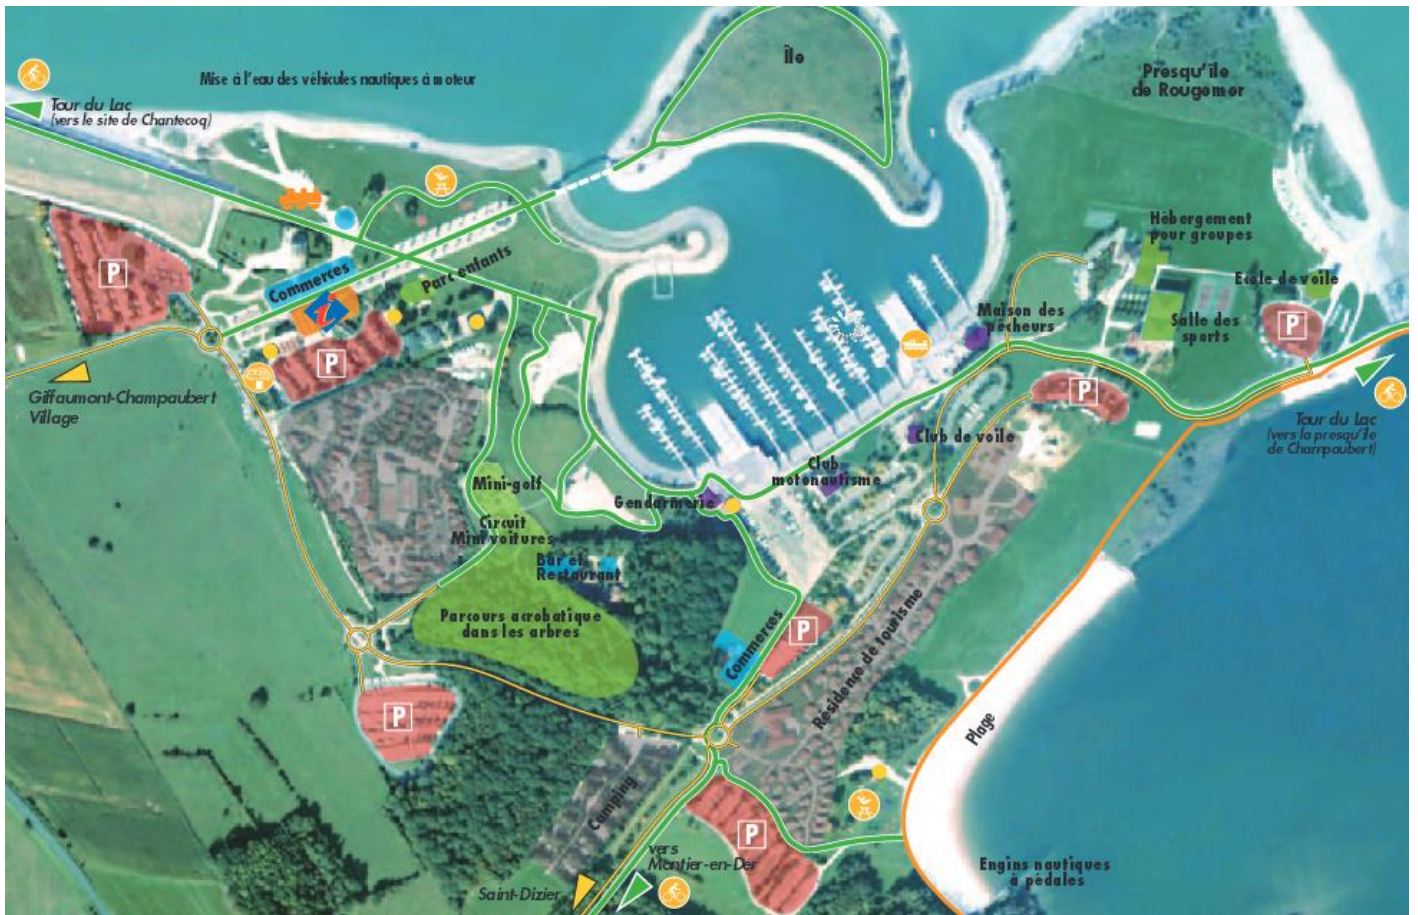 Île
Presqu'île
de Rougemer
Mise à l'eau des véhicules nautiques à moteur
Tour du Lac
(vers le site de Chantecoq)
Hébergement
pour groupes
P
Commerces
Parc enfants
i
Ecole de voile
Maison des
pêcheurs
Salle des
sports
P
P
Giffaumont-Champaubert
Village
P
Tour du Lac
(vers la presqu'île
de Champaubert)
Club de voile
Club
motonautisme
Mini-golf
Gendarmerie
Circuit
Mini voitures
Bar et
Restaurant
Parcours acrobatique
dans les arbres
Commerces
P
Résidence de tourisme
P
Plage
Camping
P
vers
Montier-en-Der
Engins nautiques
à pédales
Saint-Dizier